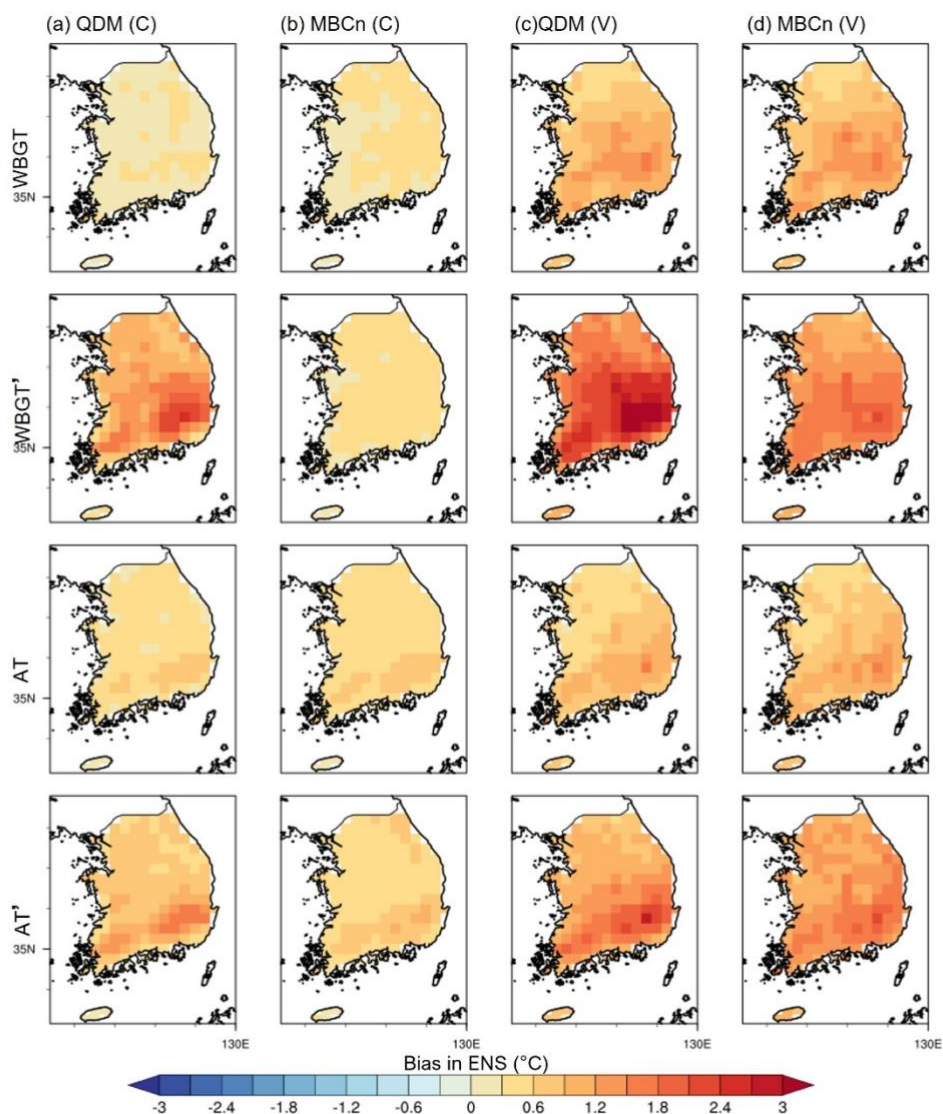 (a) QDM (C) (b) MBCn (C) (c)QDM (V) (d) MBCn (V)
WBGT
35N
WBGT’
35N
AT
35N
AT’
35N
130E 130E 130E 130E
Bias in ENS (°C)
-3 -2.4 -1.8 -1.2 -0.6 0 0.6 1.2 1.8 2.4 3